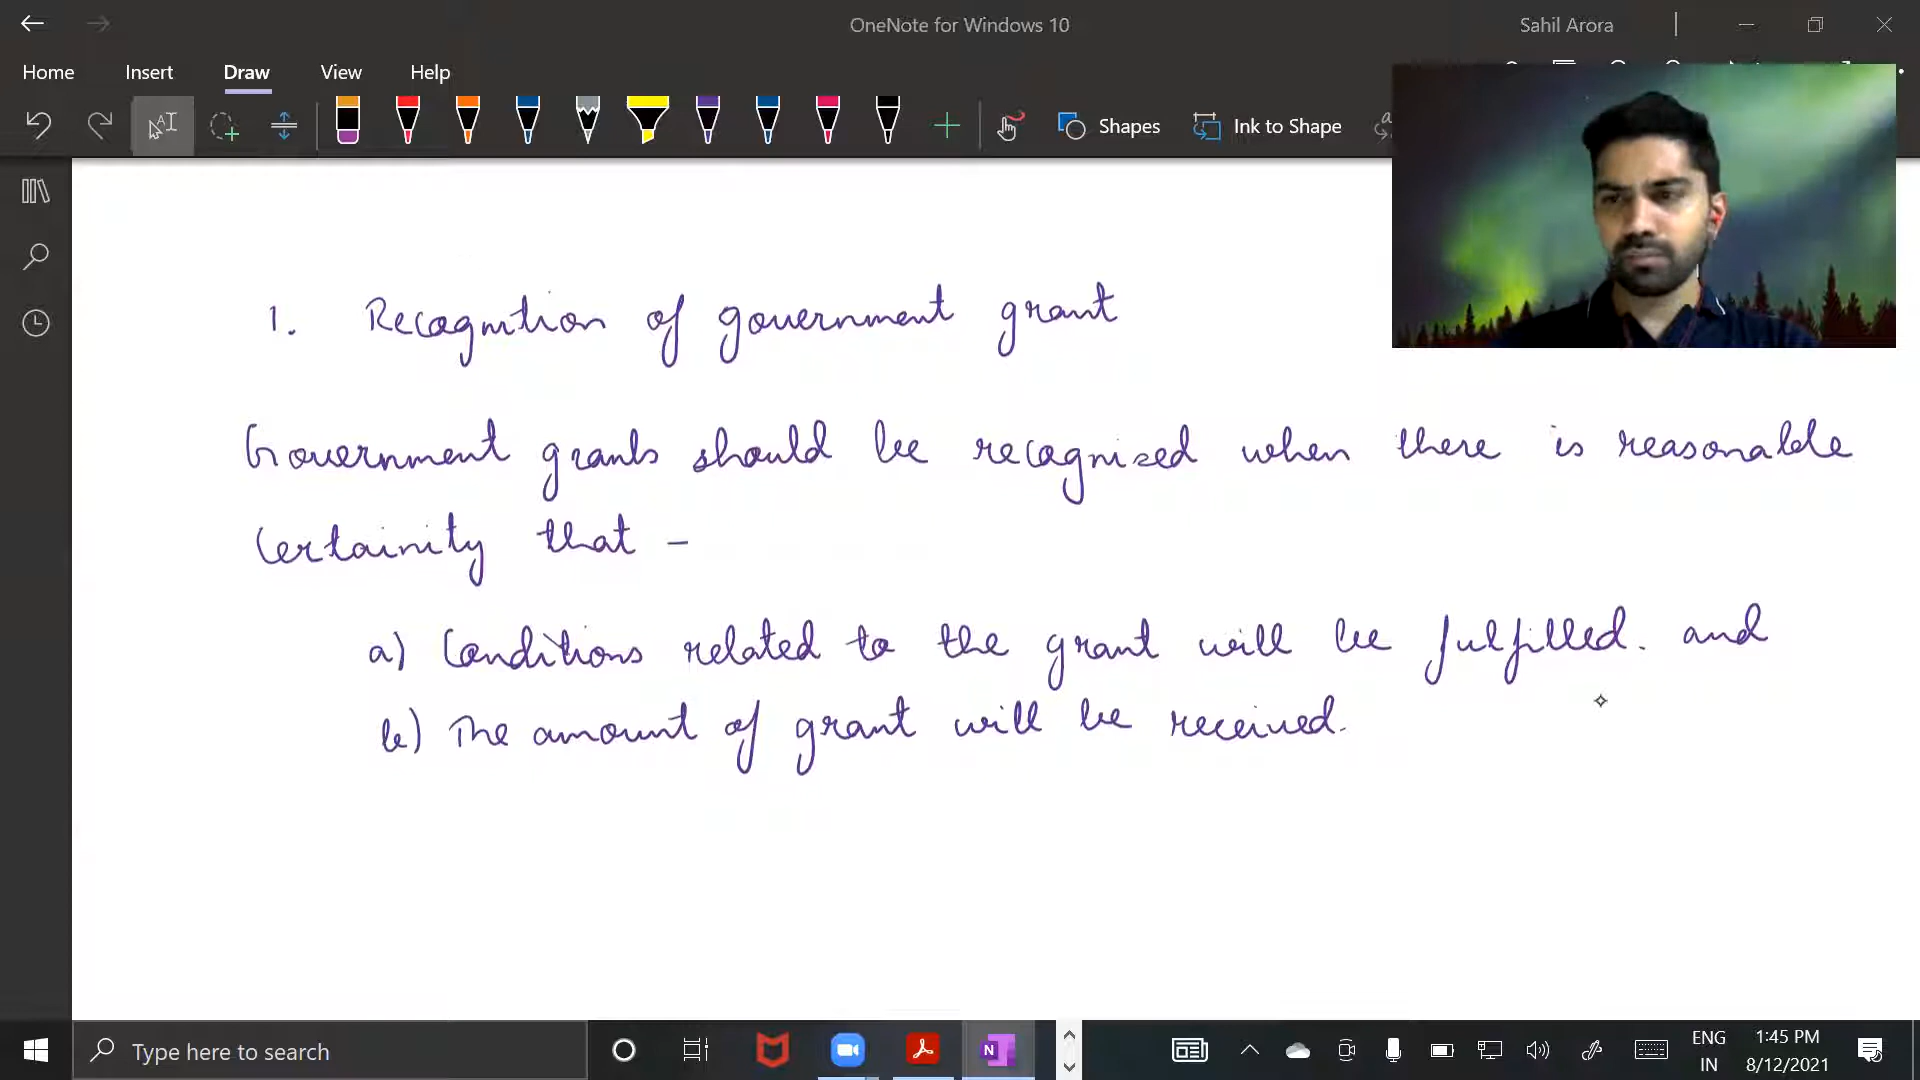 OneNote for Windows 10
Sahil Arora
Home Insert Draw View Help
Shapes Ink to Shape
1. Recognition of government grant
Government grants should be recognised when there is reasonable
certainity that -
a) Conditions related to the grant will be fulfilled. and
b) The amount of grant will be received.
Type here to search
ENG 1:45 PM
IN 8/12/2021